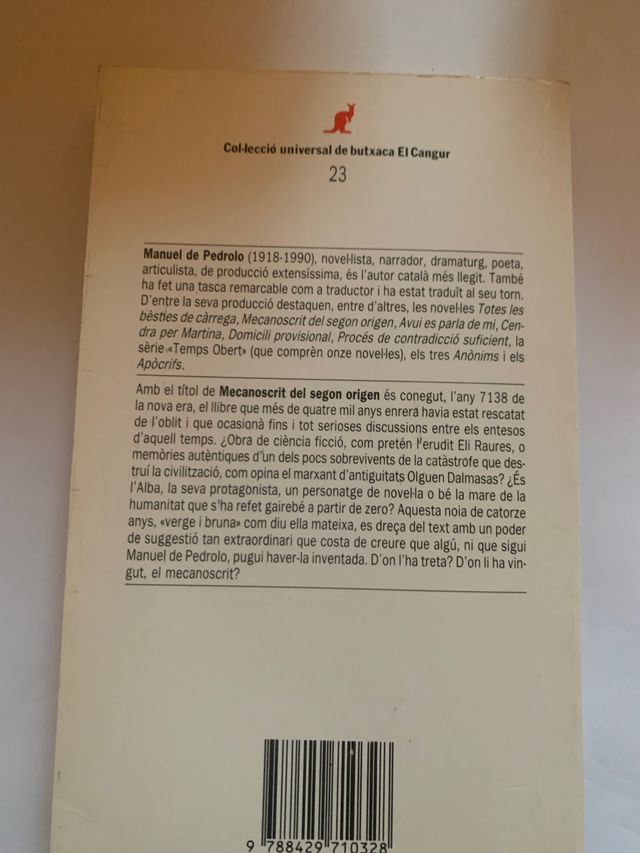 Col·lecció universal de butxaca El Cangur
23
Manuel de Pedrolo (1918-1990), novel·lista, narrador, dramaturg, poeta,
articulista, de producció extensíssima, és l'autor català més llegit. També
ha fet una tasca remarcable com a traductor i ha estat traduït al seu torn.
D'entre la seva producció destaquen, entre d'altres, les novel·les Totes les
bèsties de càrrega, Mecanoscrit del segon origen, Avui es parla de mi, Cen-
dra per Martina, Domicili provisional, Procés de contradicció suficient, la
sèrie «Temps Obert» (que comprèn onze novel·les), els tres Anònims i els
Apòcrifs.
Amb el títol de Mecanoscrit del segon origen és conegut, l'any 7138 de
la nova era, el llibre que més de quatre mil anys enrera havia estat rescatat
de l'oblit i que ocasionà fins i tot serioses discussions entre els entesos
d'aquell temps. ¿Obra de ciència ficció, com pretén l'erudit Eli Raures, o
memòries autèntiques d'un dels pocs sobrevivents de la catàstrofe que des-
truí la civilització, com opina el marxant d'antiguitats Olguen Dalmasas? ¿És
l'Alba, la seva protagonista, un personatge de novel·la o bé la mare de la
humanitat que s'ha refet gairebé a partir de zero? Aquesta noia de catorze
anys, «verge i bruna» com diu ella mateixa, es dreça del text amb un poder
de suggestió tan extraordinari que costa de creure que algú, ni que sigui
Manuel de Pedrolo, pugui haver-la inventada. D'on l'ha treta? D'on li ha vin-
gut, el mecanoscrit?
9 788429 710328